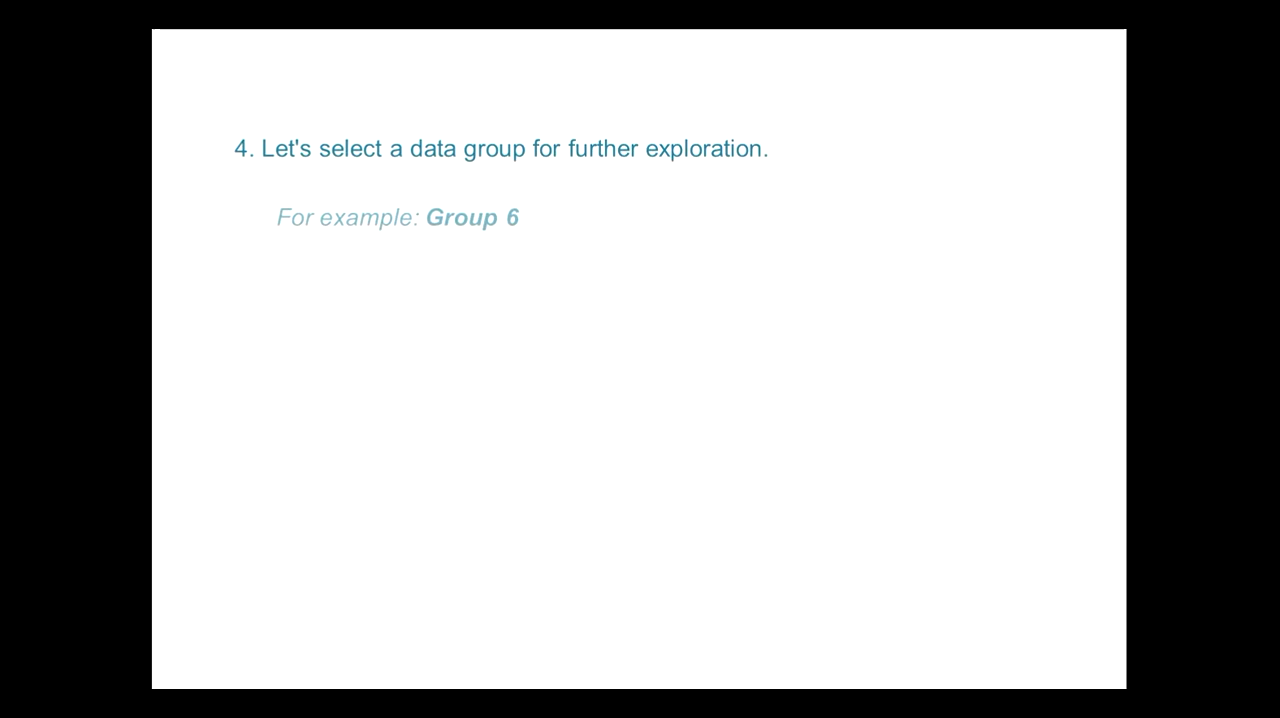 4. Let's select a data group for further exploration.
For example: Group 6